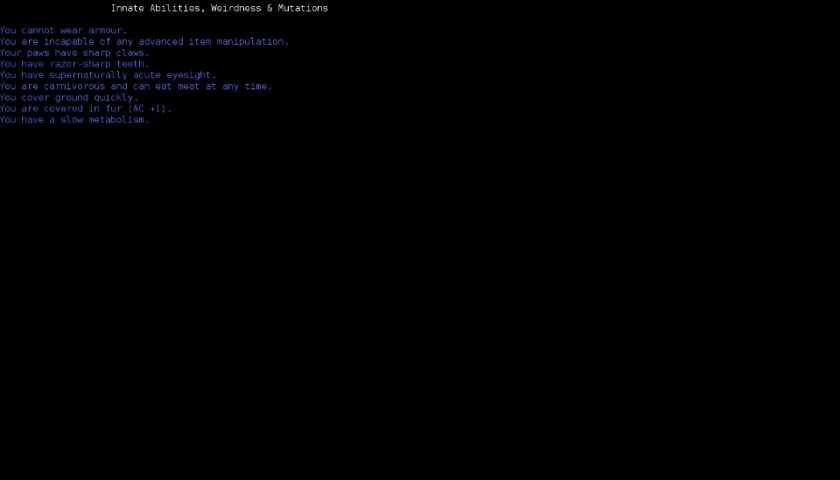 Innate Abilities, Weirdness & Mutations
You cannot wear armour.
You are incapable of any advanced item manipulation.
Your paws have sharp claws.
You have razor-sharp teeth.
You have supernaturally acute eyesight.
You are carnivorous and can eat meat at any time.
You cover ground quickly.
You are covered in fur (AC +1).
You have a slow metabolism.